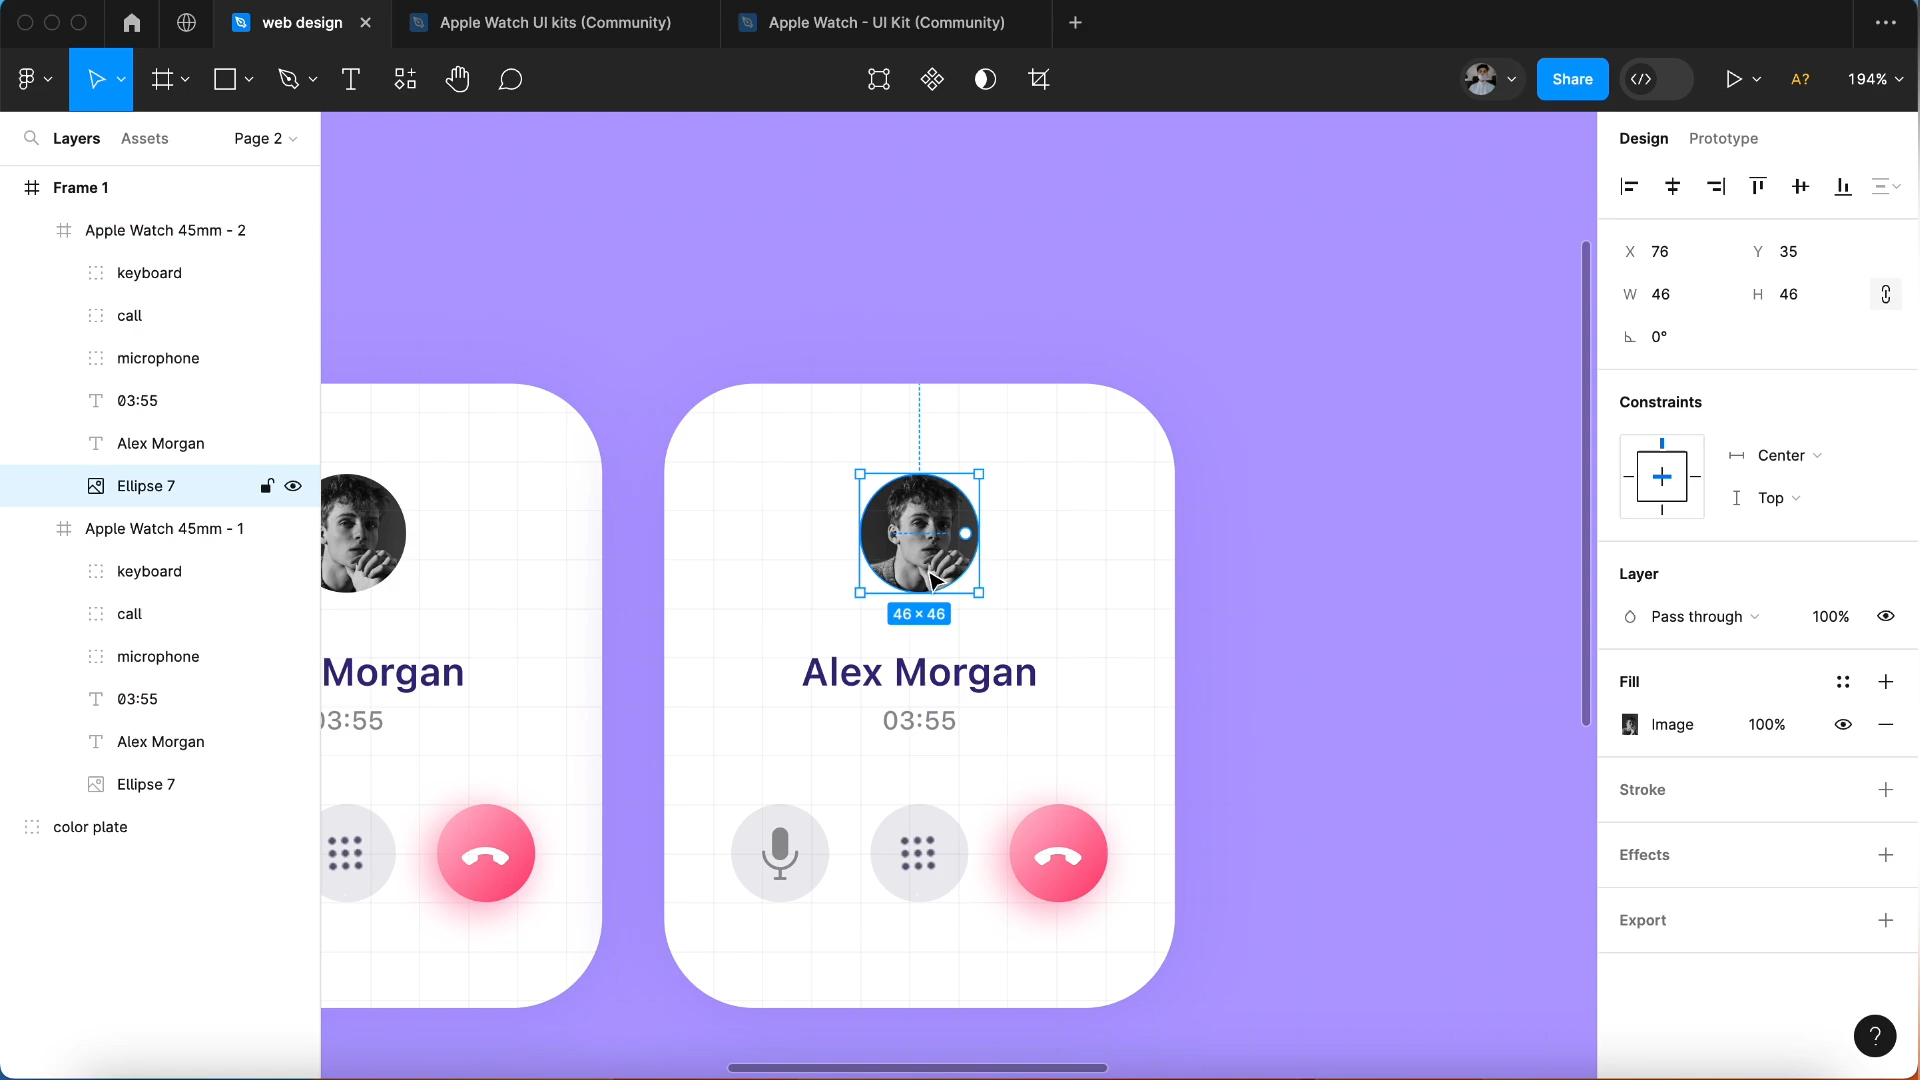 web design
Apple Watch UI kits (Community)
Apple Watch - UI Kit (Community)
Share
A?
194%
Layers
Assets
Page 2
Frame 1
Apple Watch 45mm - 2
keyboard
call
microphone
03:55
Alex Morgan
Ellipse 7
Apple Watch 45mm - 1
keyboard
call
microphone
03:55
Alex Morgan
Ellipse 7
color plate
Morgan
03:55
46 × 46
Alex Morgan
03:55
Design
Prototype
X 76
Y 35
W 46
H 46
0°
Constraints
Center
Top
Layer
Pass through
100%
Fill
Image
100%
Stroke
Effects
Export
?